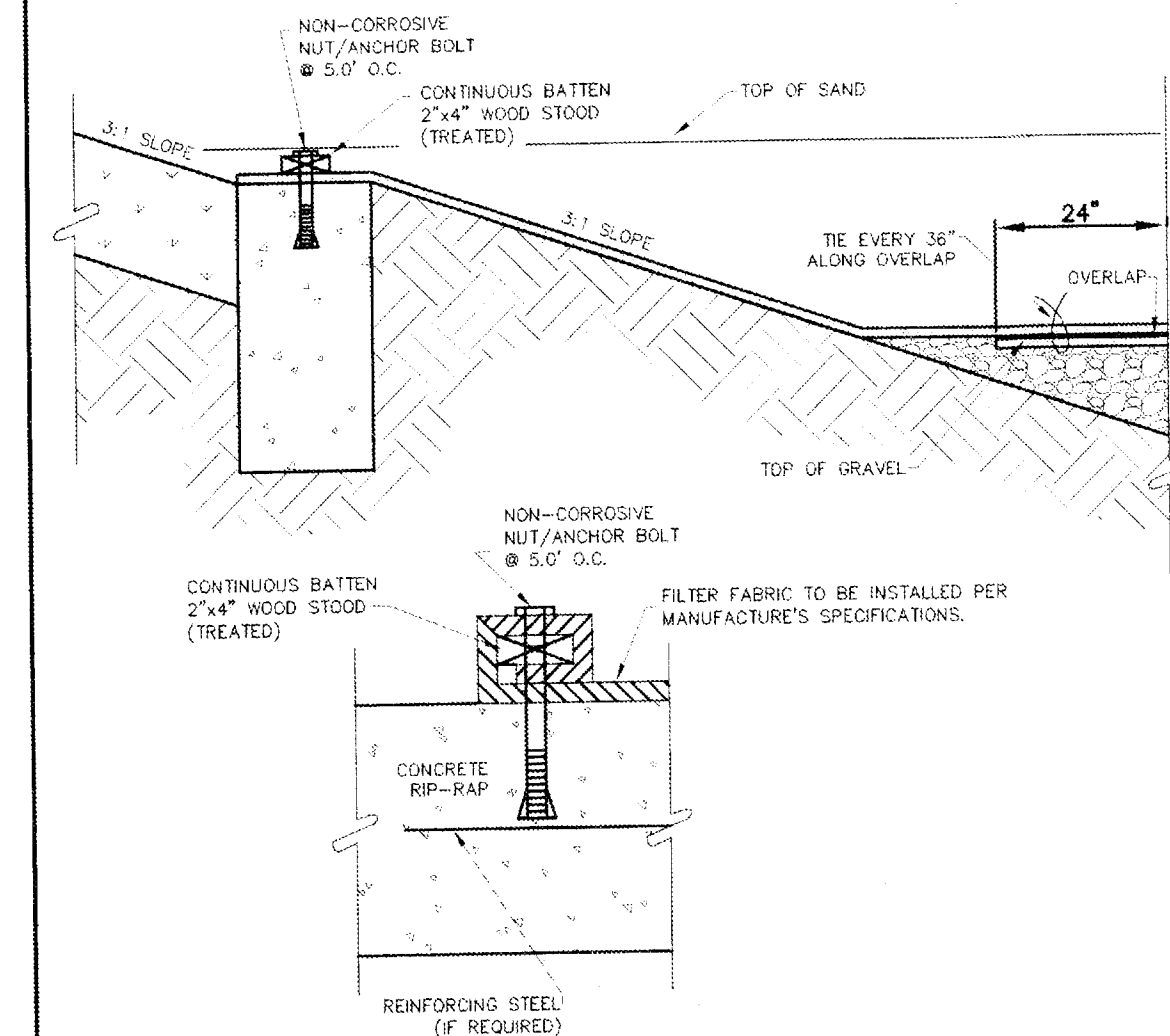 NON-CORROSIVE
NUT/ANCHOR BOLT
@ 5.0' O.C.
CONTINUOUS BATTEN
2"x4" WOOD STOOD
(TREATED)
TOP OF SAND
3:1 SLOPE
3:1 SLOPE
24"
TIE EVERY 36"
ALONG OVERLAP
OVERLAP
TOP OF GRAVEL
NON-CORROSIVE
NUT/ANCHOR BOLT
@ 5.0' O.C.
CONTINUOUS BATTEN
2"x4" WOOD STOOD
(TREATED)
FILTER FABRIC TO BE INSTALLED PER
MANUFACTURE'S SPECIFICATIONS.
CONCRETE
RIP-RAP
REINFORCING STEEL
(IF REQUIRED)